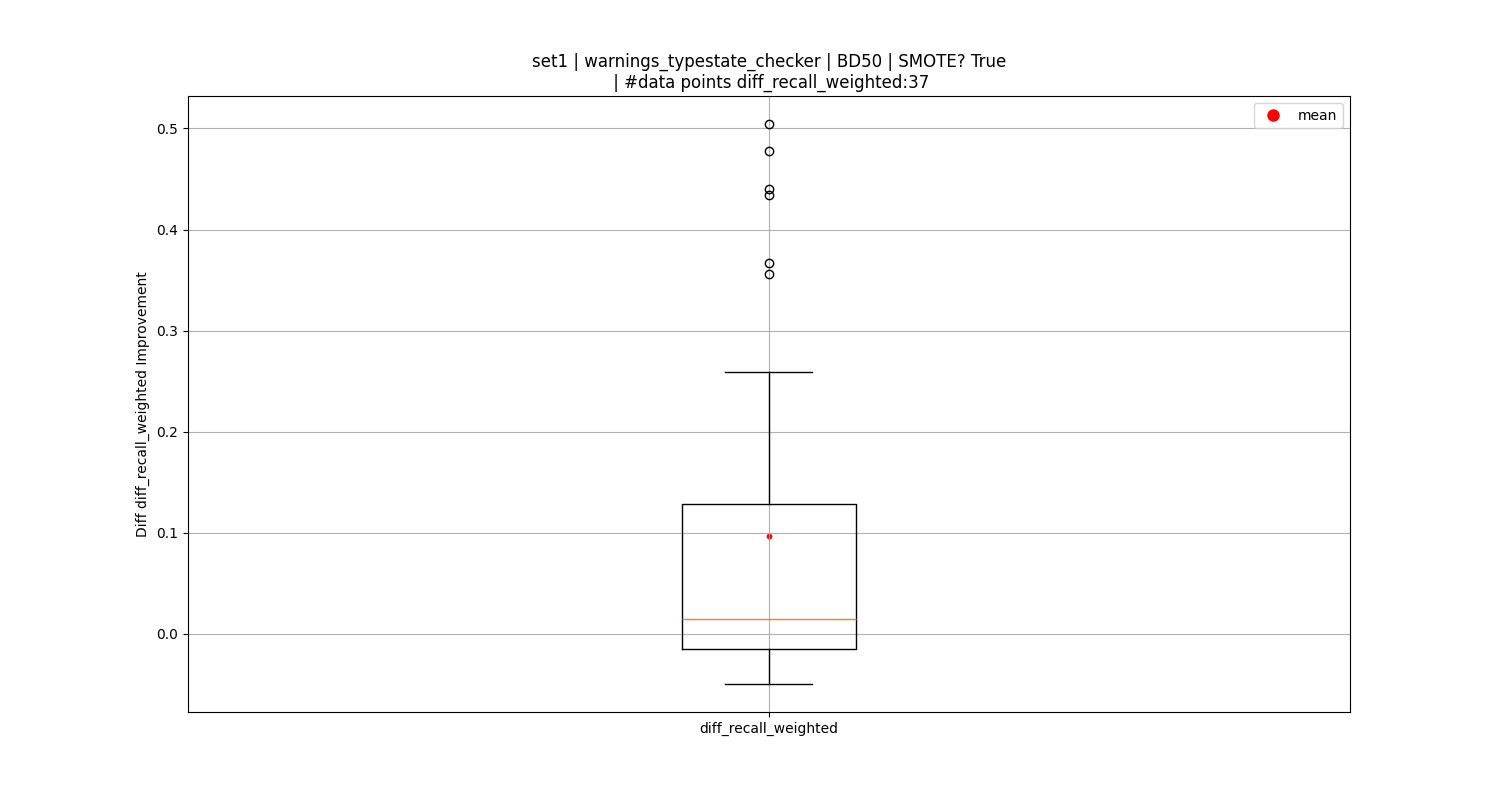 set1 | warnings_typestate_checker | BD50 | SMOTE? True
| #data points diff_recall_weighted:37
mean
0.5
0.4
0.3
0.2
0.1
0.0
Diff diff_recall_weighted Improvement
diff_recall_weighted